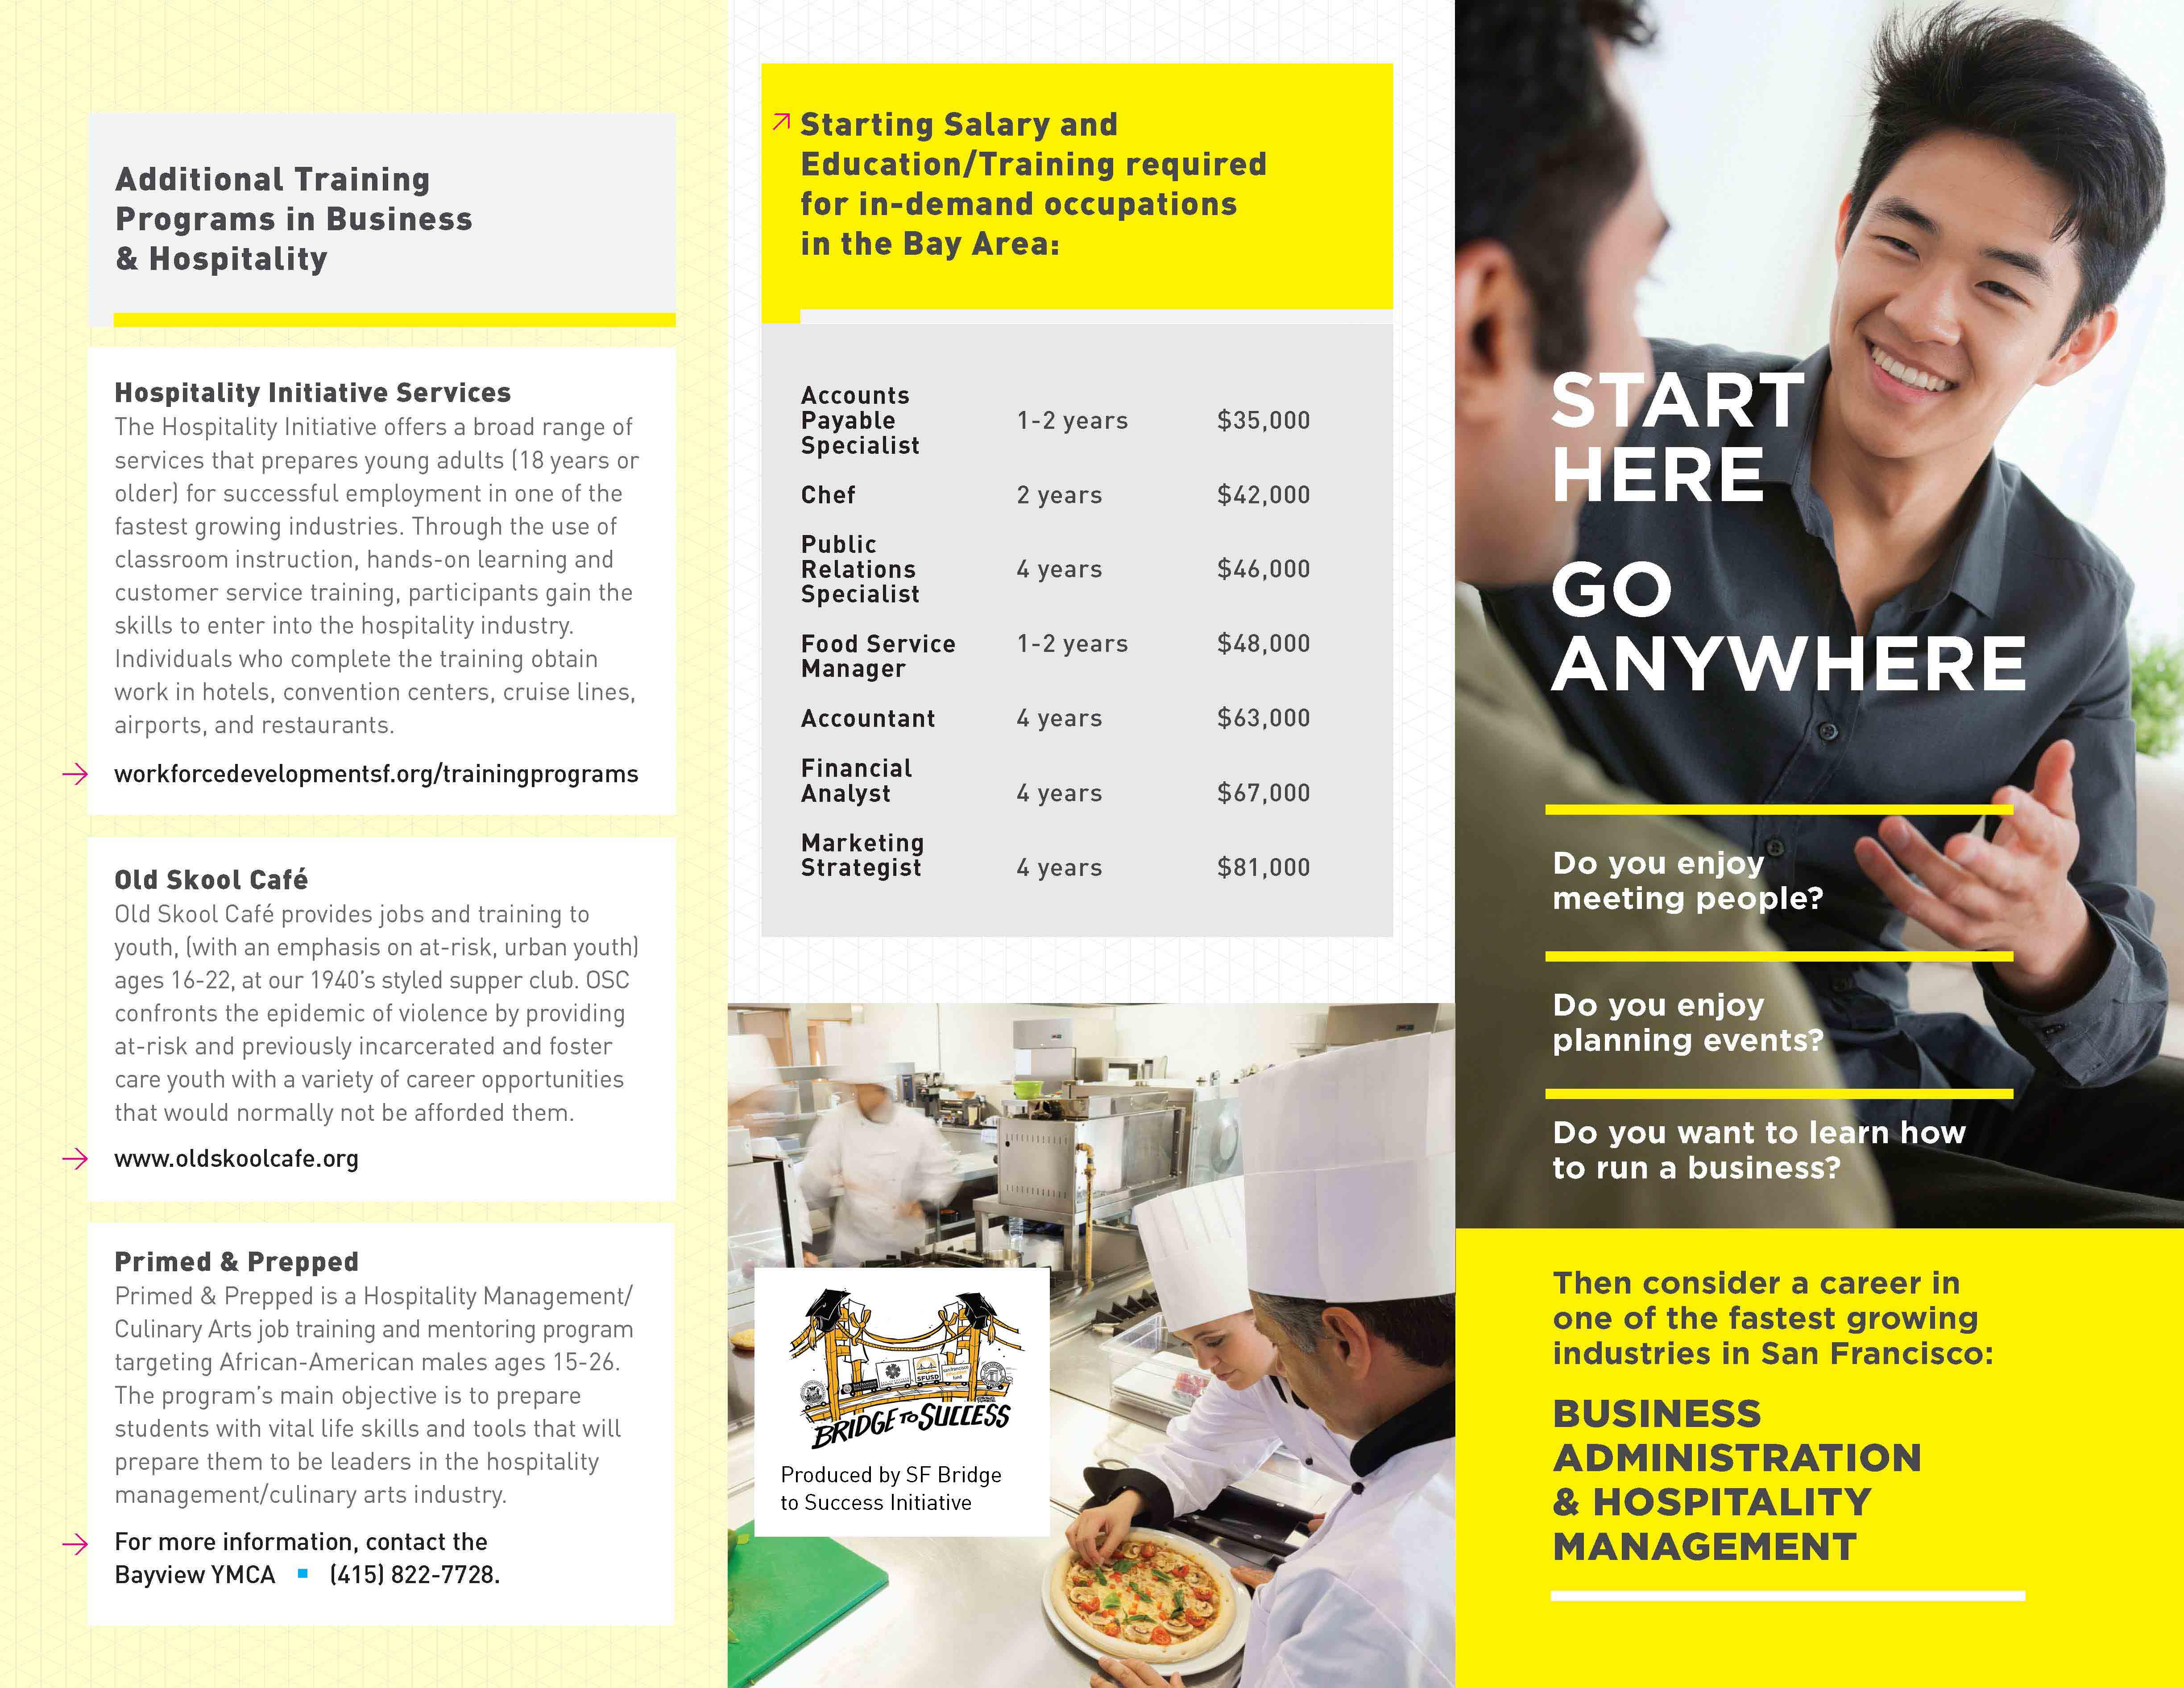 Additional Training
Programs in Business
& Hospitality
Hospitality Initiative Services
The Hospitality Initiative offers a broad range of
services that prepares young adults (18 years or
older) for successful employment in one of the
fastest growing industries. Through the use of
classroom instruction, hands-on learning and
customer service training, participants gain the
skills to enter into the hospitality industry.
Individuals who complete the training obtain
work in hotels, convention centers, cruise lines,
airports, and restaurants.
workforcedevelopmentsf.org/trainingprograms
Old Skool Café
Old Skool Café provides jobs and training to
youth, (with an emphasis on at-risk, urban youth)
ages 16-22, at our 1940's styled supper club. OSC
confronts the epidemic of violence by providing
at-risk and previously incarcerated and foster
care youth with a variety of career opportunities
that would normally not be afforded them.
www.oldskoolcafe.org
Primed & Prepped
Primed & Prepped is a Hospitality Management/
Culinary Arts job training and mentoring program
targeting African-American males ages 15-26.
The program's main objective is to prepare
students with vital life skills and tools that will
prepare them to be leaders in the hospitality
management/culinary arts industry.
For more information, contact the
Bayview YMCA ▪ (415) 822-7728.
Starting Salary and
Education/Training required
for in-demand occupations
in the Bay Area:
Accounts
Payable 1-2 years $35,000
Specialist
Chef 2 years $42,000
Public
Relations 4 years $46,000
Specialist
Food Service 1-2 years $48,000
Manager
Accountant 4 years $63,000
Financial
Analyst 4 years $67,000
Marketing
Strategist 4 years $81,000
SFUSD
BRIDGE TO SUCCESS
Produced by SF Bridge
to Success Initiative
START
HERE
GO
ANYWHERE
Do you enjoy
meeting people?
Do you enjoy
planning events?
Do you want to learn how
to run a business?
Then consider a career in
one of the fastest growing
industries in San Francisco:
BUSINESS
ADMINISTRATION
& HOSPITALITY
MANAGEMENT